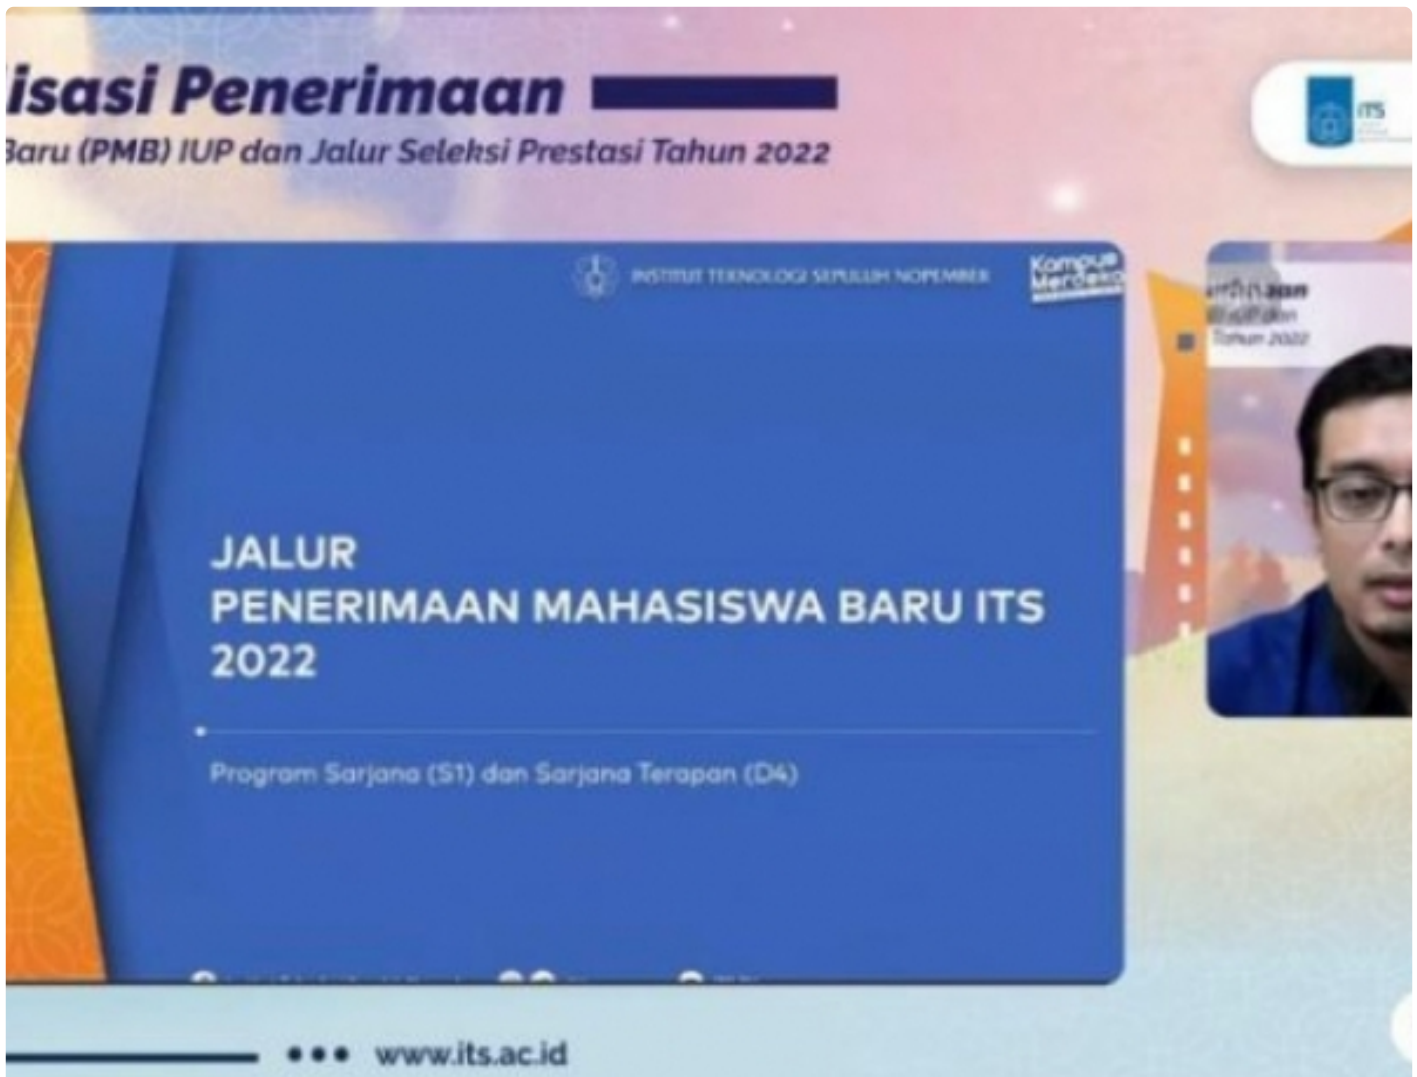 isasi Penerimaan
Baru (PMB) IUP dan Jalur Seleksi Prestasi Tahun 2022
ITS
INSTITUT TEKNOLOGI SEPULUH NOPEMBER
Kampus
Merdeka
Tahun 2022
JALUR
PENERIMAAN MAHASISWA BARU ITS
2022
Program Sarjana (S1) dan Sarjana Terapan (D4)
www.its.ac.id